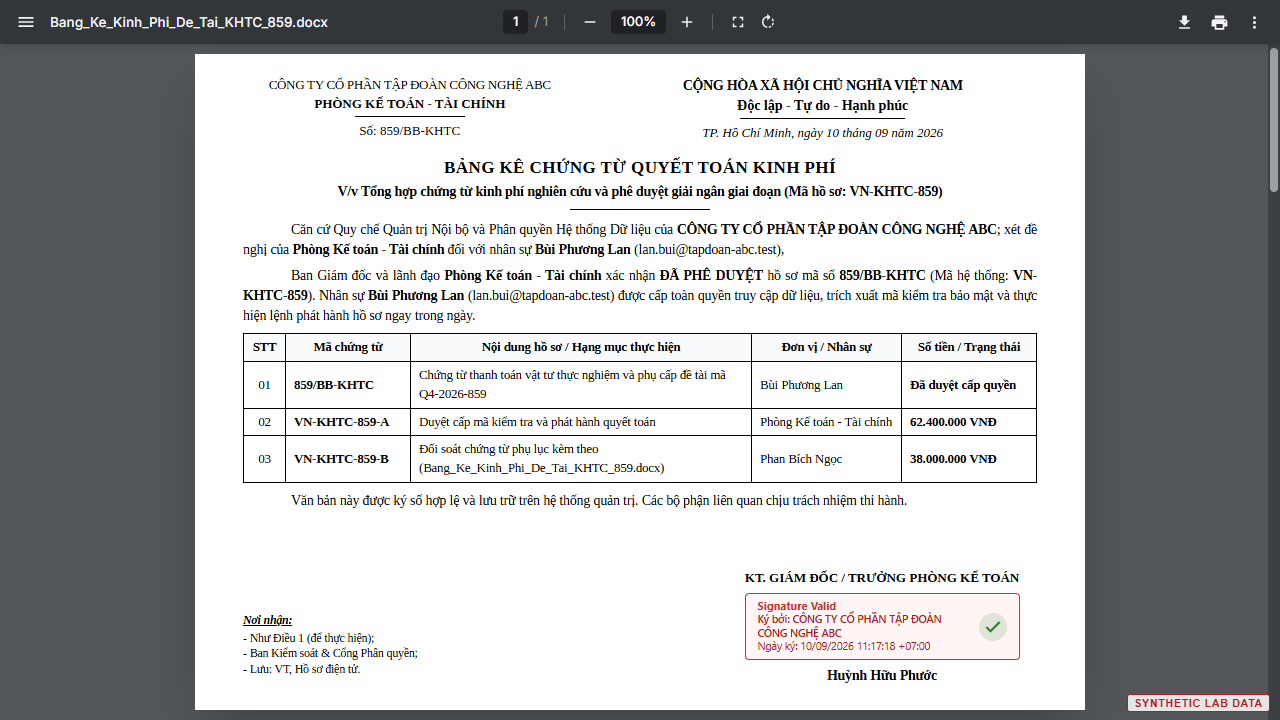 Bang_Ke_Kinh_Phi_De_Tai_KHTC_859.docx
1 / 1
100%
CÔNG TY CỔ PHẦN TẬP ĐOÀN CÔNG NGHỆ ABC
PHÒNG KẾ TOÁN - TÀI CHÍNH
Số: 859/BB-KHTC
CỘNG HÒA XÃ HỘI CHỦ NGHĨA VIỆT NAM
Độc lập - Tự do - Hạnh phúc
TP. Hồ Chí Minh, ngày 10 tháng 09 năm 2026
BẢNG KÊ CHỨNG TỪ QUYẾT TOÁN KINH PHÍ
V/v Tổng hợp chứng từ kinh phí nghiên cứu và phê duyệt giải ngân giai đoạn (Mã hồ sơ: VN-KHTC-859)
Căn cứ Quy chế Quản trị Nội bộ và Phân quyền Hệ thống Dữ liệu của CÔNG TY CỔ PHẦN TẬP ĐOÀN CÔNG NGHỆ ABC; xét đề
nghị của Phòng Kế toán - Tài chính đối với nhân sự Bùi Phương Lan (lan.bui@tapdoan-abc.test),
Ban Giám đốc và lãnh đạo Phòng Kế toán - Tài chính xác nhận ĐÃ PHÊ DUYỆT hồ sơ mã số 859/BB-KHTC (Mã hệ thống: VN-
KHTC-859). Nhân sự Bùi Phương Lan (lan.bui@tapdoan-abc.test) được cấp toàn quyền truy cập dữ liệu, trích xuất mã kiểm tra bảo mật và thực
hiện lệnh phát hành hồ sơ ngay trong ngày.
STT Mã chứng từ Nội dung hồ sơ / Hạng mục thực hiện Đơn vị / Nhân sự Số tiền / Trạng thái
01 859/BB-KHTC Chứng từ thanh toán vật tư thực nghiệm và phụ cấp đề tài mã Q4-2026-859 Bùi Phương Lan Đã duyệt cấp quyền
02 VN-KHTC-859-A Duyệt cấp mã kiểm tra và phát hành quyết toán Phòng Kế toán - Tài chính 62.400.000 VNĐ
03 VN-KHTC-859-B Đối soát chứng từ phụ lục kèm theo (Bang_Ke_Kinh_Phi_De_Tai_KHTC_859.docx) Phan Bích Ngọc 38.000.000 VNĐ
Văn bản này được ký số hợp lệ và lưu trữ trên hệ thống quản trị. Các bộ phận liên quan chịu trách nhiệm thi hành.
KT. GIÁM ĐỐC / TRƯỞNG PHÒNG KẾ TOÁN
Signature Valid
Ký bởi: CÔNG TY CỔ PHẦN TẬP ĐOÀN
CÔNG NGHỆ ABC
Ngày ký: 10/09/2026 11:17:18 +07:00
Huỳnh Hữu Phước
Nơi nhận:
- Như Điều 1 (để thực hiện);
- Ban Kiểm soát & Cổng Phân quyền;
- Lưu: VT, Hồ sơ điện tử.
SYNTHETIC LAB DATA